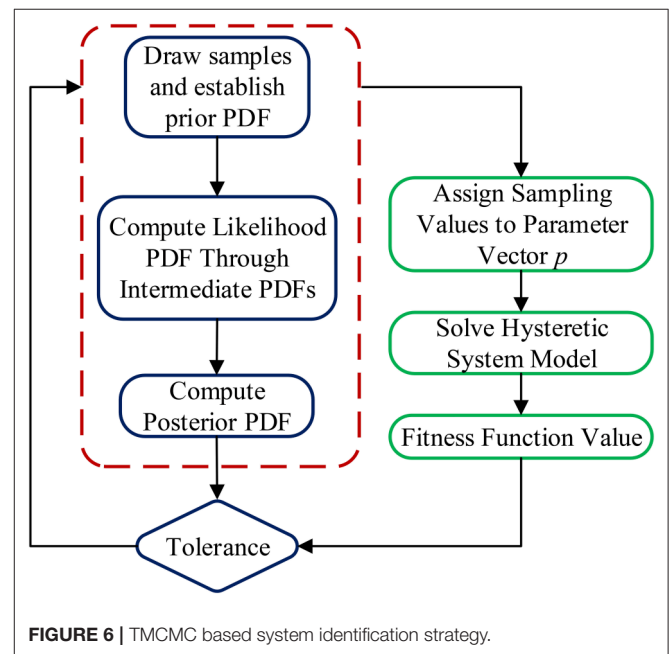 Draw samples
and establish
prior PDF
Compute Likelihood
PDF Through
Intermediate PDFs
Compute
Posterior PDF
Tolerance
Assign Sampling
Values to Parameter
Vector p
Solve Hysteretic
System Model
Fitness Function Value
FIGURE 6 | TMCMC based system identification strategy.